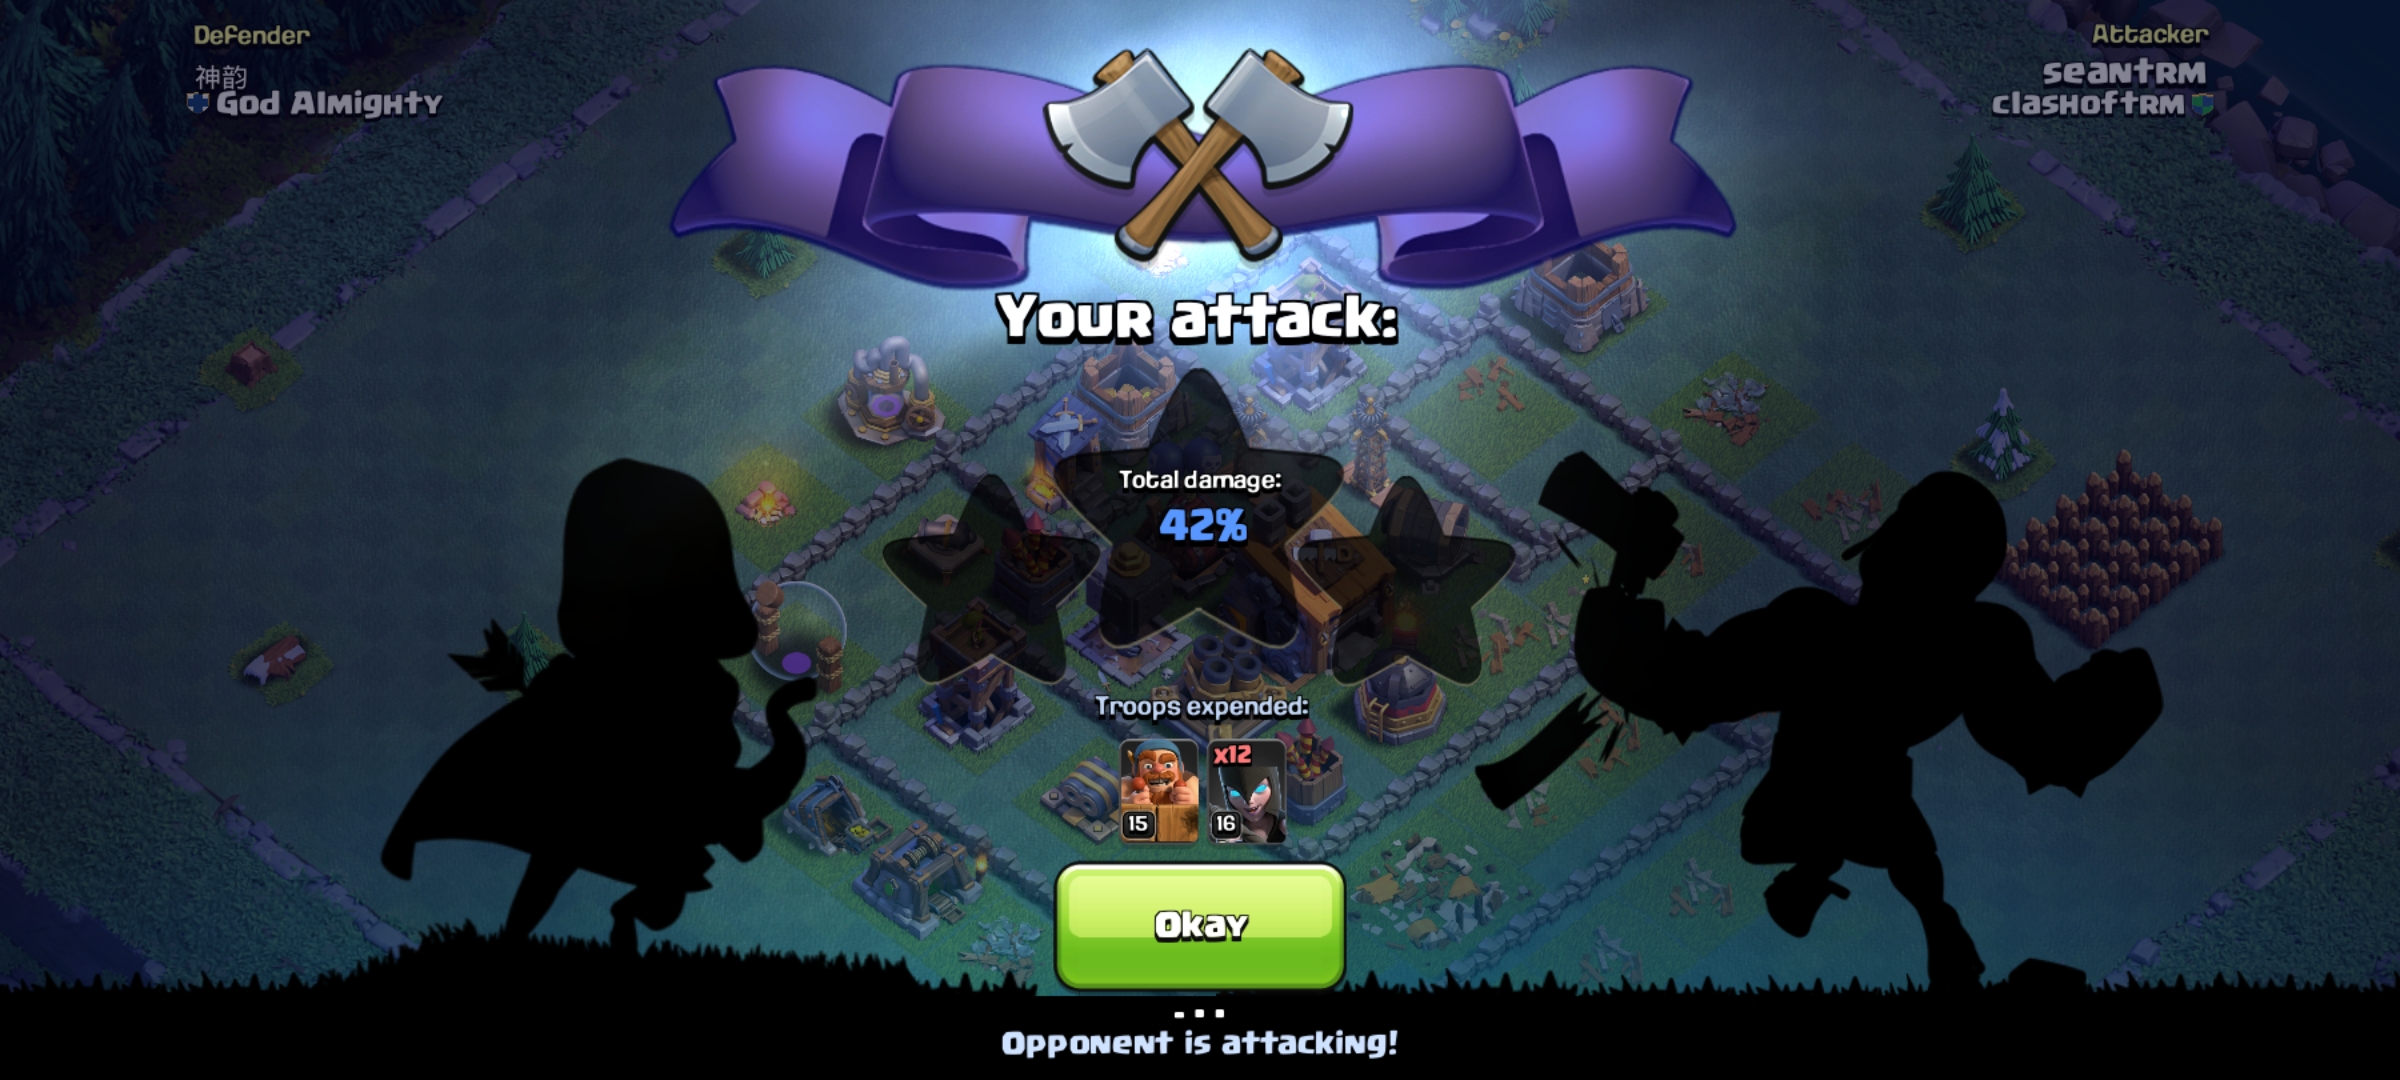 Defender
神韵
God Almighty
Attacker
seantRM
clashoftRM
Your attack:
Total damage:
42%
Troops expended:
x12
15
16
Okay
Opponent is attacking!